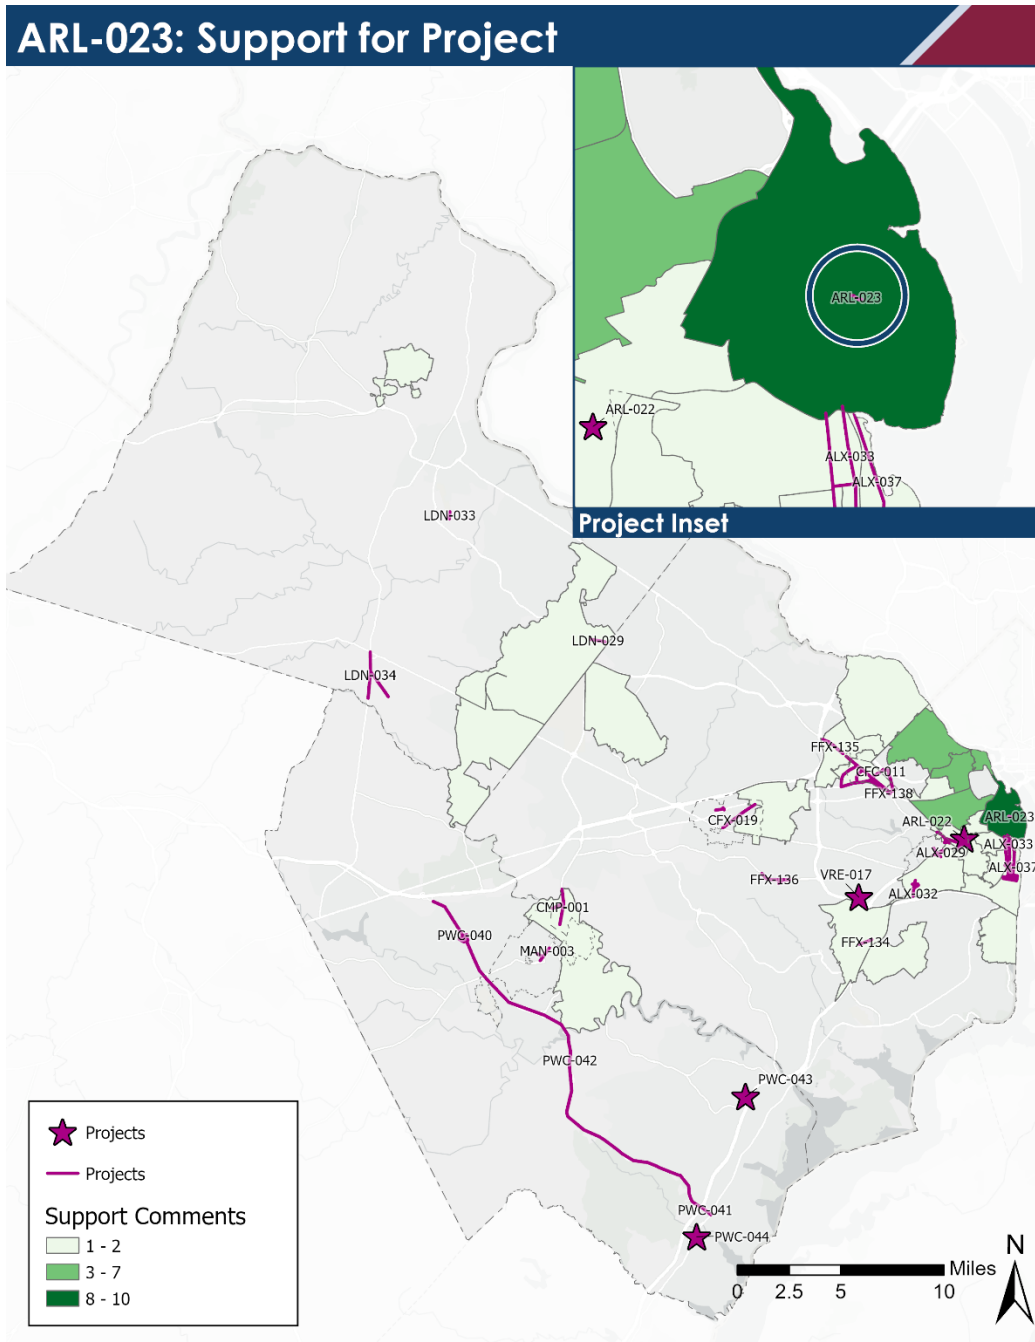 ARL-023: Support for Project
ARL-023
ARL-022
ALX-033
ALX-037
Project Inset
LDN-033
LDN-029
LDN-034
FFX-135
CFC-011
FFX-138
CFX-019
ARL-022
ARL-023
ALX-033
ALX-029
ALX-037
FFX-136
VRE-017
ALX-032
CMP-001
FFX-134
PWC-040
MAN-003
PWC-042
PWC-043
PWC-041
PWC-044
Projects
Projects
Support Comments
1 - 2
3 - 7
8 - 10
N
Miles
0 2.5 5 10